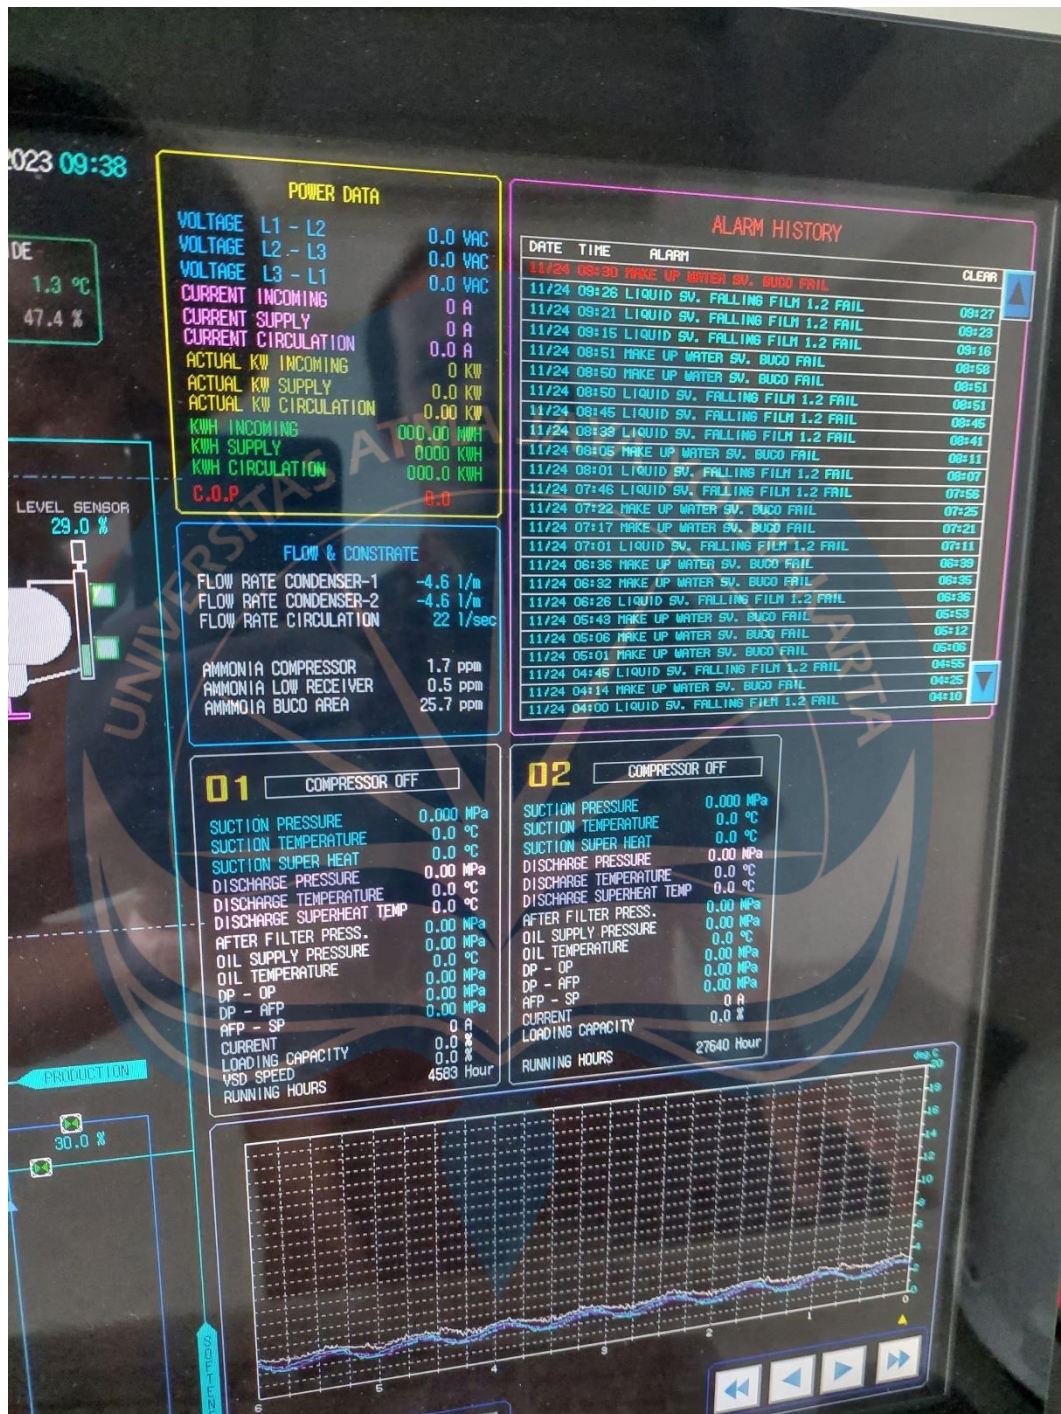 2023 09:38
DE
1.3 °C
47.4 %
LEVEL SENSOR
29.0 %
PRODUCTION
30.0 %
SOFTEN
POWER DATA
VOLTAGE L1 - L2 0.0 VAC
VOLTAGE L2 - L3 0.0 VAC
VOLTAGE L3 - L1 0.0 VAC
CURRENT INCOMING 0 A
CURRENT SUPPLY 0 A
CURRENT CIRCULATION 0.0 A
ACTUAL KW INCOMING 0 KW
ACTUAL KW SUPPLY 0.0 KW
ACTUAL KW CIRCULATION 0.00 KW
KWH INCOMING 000.00 MWH
KWH SUPPLY 0000 KWH
KWH CIRCULATION 000.0 KWH
C.O.P 0.0
ALARM HISTORY
DATE TIME ALARM CLEAR
11/24 09:30 MAKE UP WATER SV. BUCO FAIL
11/24 09:26 LIQUID SV. FALLING FILM 1.2 FAIL 09:27
11/24 09:21 LIQUID SV. FALLING FILM 1.2 FAIL 09:23
11/24 09:15 LIQUID SV. FALLING FILM 1.2 FAIL 09:16
11/24 08:51 MAKE UP WATER SV. BUCO FAIL 08:58
11/24 08:50 MAKE UP WATER SV. BUCO FAIL 08:51
11/24 08:50 LIQUID SV. FALLING FILM 1.2 FAIL 08:51
11/24 08:45 LIQUID SV. FALLING FILM 1.2 FAIL 08:45
11/24 08:33 LIQUID SV. FALLING FILM 1.2 FAIL 08:41
11/24 08:05 MAKE UP WATER SV. BUCO FAIL 08:11
11/24 08:01 LIQUID SV. FALLING FILM 1.2 FAIL 08:07
11/24 07:46 LIQUID SV. FALLING FILM 1.2 FAIL 07:56
11/24 07:22 MAKE UP WATER SV. BUCO FAIL 07:25
11/24 07:17 MAKE UP WATER SV. BUCO FAIL 07:21
11/24 07:01 LIQUID SV. FALLING FILM 1.2 FAIL 07:11
11/24 06:36 MAKE UP WATER SV. BUCO FAIL 06:39
11/24 06:32 MAKE UP WATER SV. BUCO FAIL 06:35
11/24 06:26 LIQUID SV. FALLING FILM 1.2 FAIL 06:36
11/24 05:43 MAKE UP WATER SV. BUCO FAIL 05:53
11/24 05:06 MAKE UP WATER SV. BUCO FAIL 05:12
11/24 05:01 MAKE UP WATER SV. BUCO FAIL 05:06
11/24 04:45 LIQUID SV. FALLING FILM 1.2 FAIL 04:55
11/24 04:14 MAKE UP WATER SV. BUCO FAIL 04:25
11/24 04:00 LIQUID SV. FALLING FILM 1.2 FAIL 04:10
FLOW & CONSTRATE
FLOW RATE CONDENSER-1 -4.6 l/m
FLOW RATE CONDENSER-2 -4.6 l/m
FLOW RATE CIRCULATION 22 l/sec
AMMONIA COMPRESSOR 1.7 ppm
AMMONIA LOW RECEIVER 0.5 ppm
AMMMOIA BUCO AREA 25.7 ppm
01 COMPRESSOR OFF
SUCTION PRESSURE 0.000 MPa
SUCTION TEMPERATURE 0.0 °C
SUCTION SUPER HEAT 0.0 °C
DISCHARGE PRESSURE 0.00 MPa
DISCHARGE TEMPERATURE 0.0 °C
DISCHARGE SUPERHEAT TEMP 0.0 °C
AFTER FILTER PRESS. 0.00 MPa
OIL SUPPLY PRESSURE 0.00 MPa
OIL TEMPERATURE 0.0 °C
DP - OP 0.00 MPa
DP - AFP 0.00 MPa
AFP - SP 0.00 MPa
CURRENT 0 A
LOADING CAPACITY 0.0 %
VSD SPEED 0.0 %
RUNNING HOURS 4583 Hour
02 COMPRESSOR OFF
SUCTION PRESSURE 0.000 MPa
SUCTION TEMPERATURE 0.0 °C
SUCTION SUPER HEAT 0.0 °C
DISCHARGE PRESSURE 0.00 MPa
DISCHARGE TEMPERATURE 0.0 °C
DISCHARGE SUPERHEAT TEMP 0.0 °C
AFTER FILTER PRESS. 0.00 MPa
OIL SUPPLY PRESSURE 0.00 MPa
OIL TEMPERATURE 0.0 °C
DP - OP 0.00 MPa
DP - AFP 0.00 MPa
AFP - SP 0.00 MPa
CURRENT 0 A
LOADING CAPACITY 0.0 %
RUNNING HOURS 27640 Hour
deg.C
20
18
16
14
12
10
8
6
4
2
0
6 5 4 3 2 1 0
UNIVERSITAS ATMA JAYA YOGYAKARTA